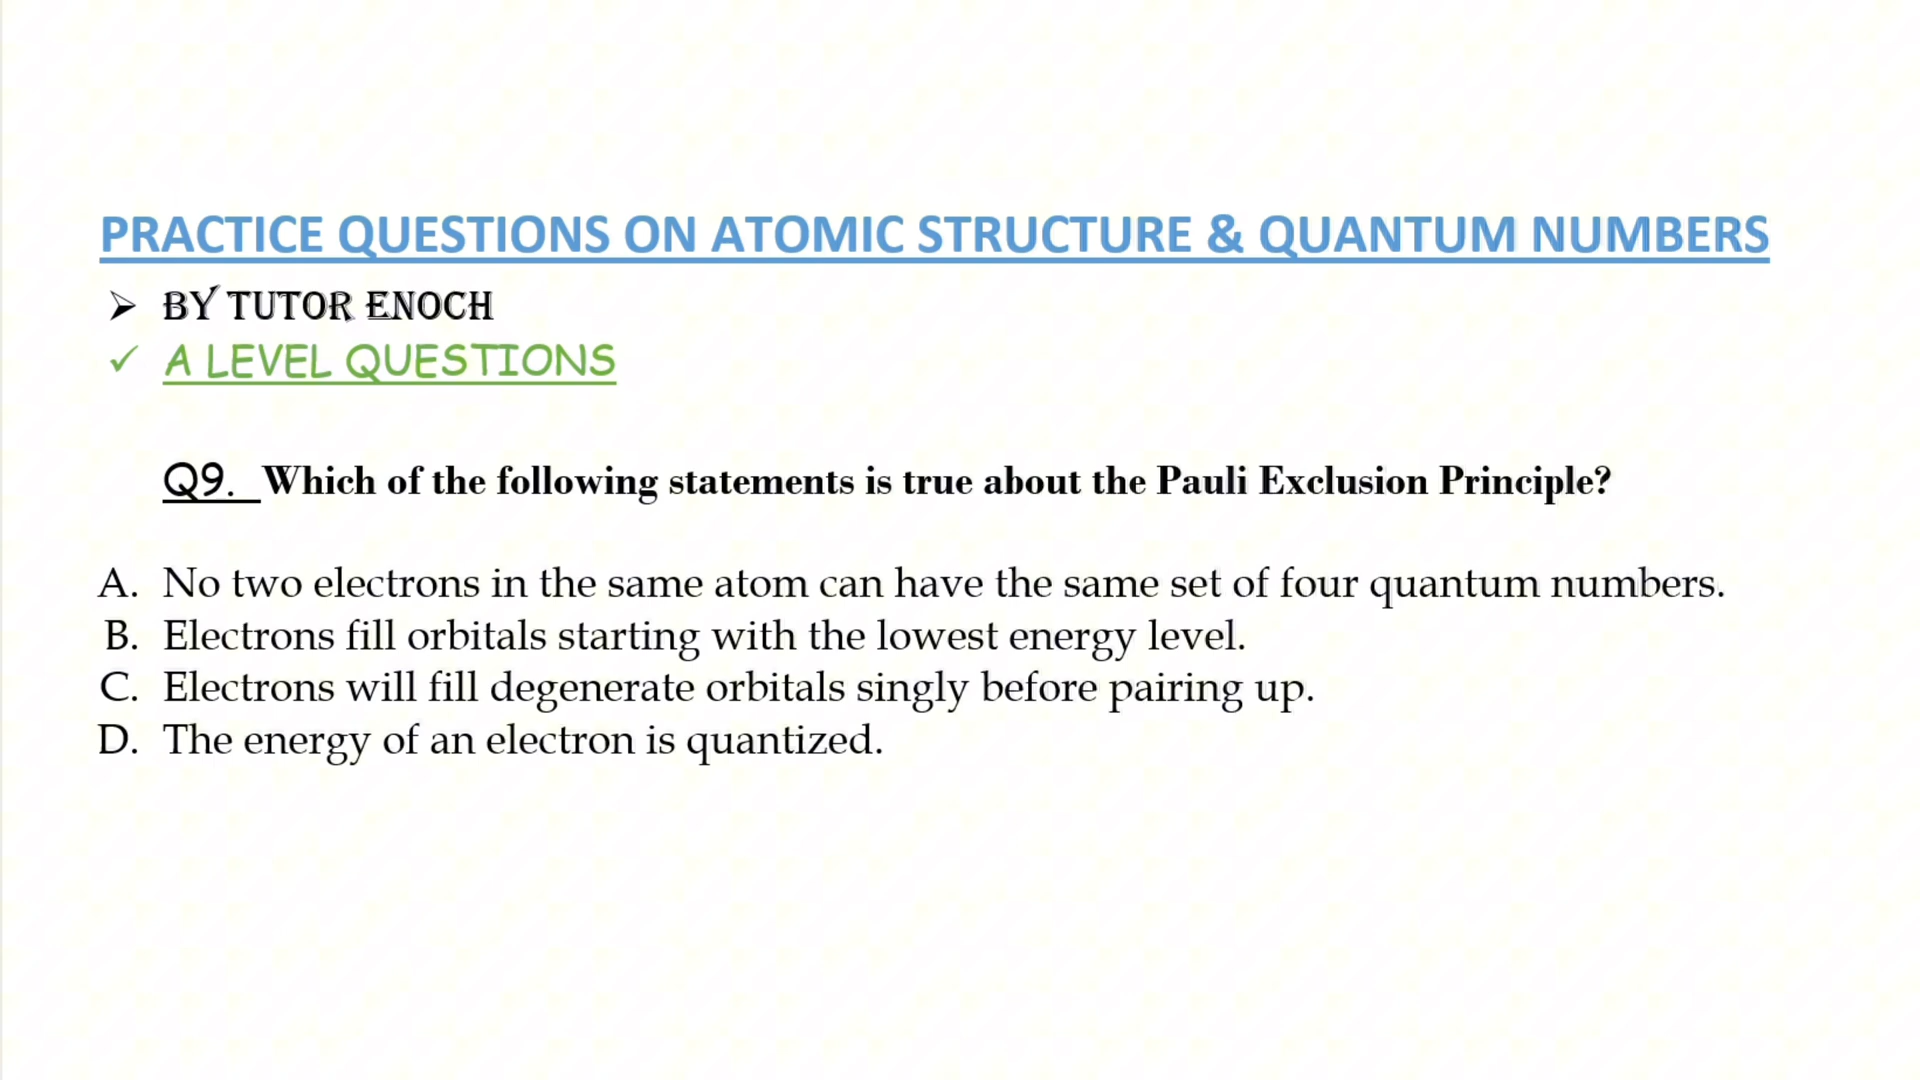 PRACTICE QUESTIONS ON ATOMIC STRUCTURE & QUANTUM NUMBERS
➢ BY TUTOR ENOCH
✓ A LEVEL QUESTIONS
Q9. Which of the following statements is true about the Pauli Exclusion Principle?
A. No two electrons in the same atom can have the same set of four quantum numbers.
B. Electrons fill orbitals starting with the lowest energy level.
C. Electrons will fill degenerate orbitals singly before pairing up.
D. The energy of an electron is quantized.